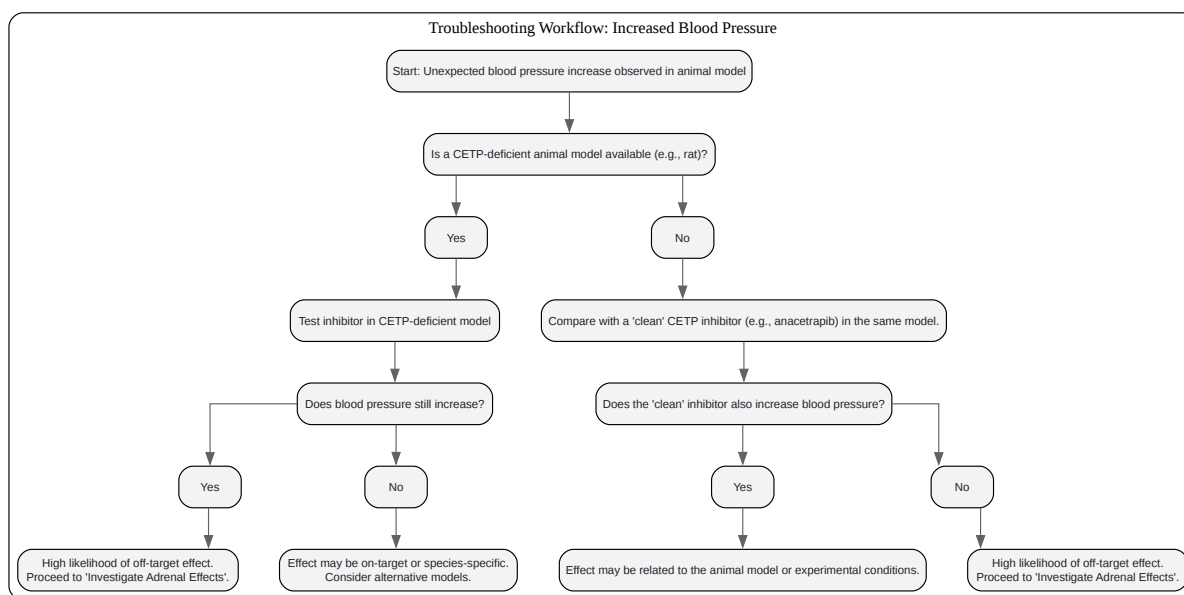 Troubleshooting Workflow: Increased Blood Pressure
Start: Unexpected blood pressure increase observed in animal model
Is a CETP-deficient animal model available (e.g., rat)?
Yes
No
Test inhibitor in CETP-deficient model
Compare with a 'clean' CETP inhibitor (e.g., anacetrapib) in the same model.
Does blood pressure still increase?
Does the 'clean' inhibitor also increase blood pressure?
Yes
No
Yes
No
High likelihood of off-target effect.
Proceed to 'Investigate Adrenal Effects'.
Effect may be on-target or species-specific.
Consider alternative models.
Effect may be related to the animal model or experimental conditions.
High likelihood of off-target effect.
Proceed to 'Investigate Adrenal Effects'.